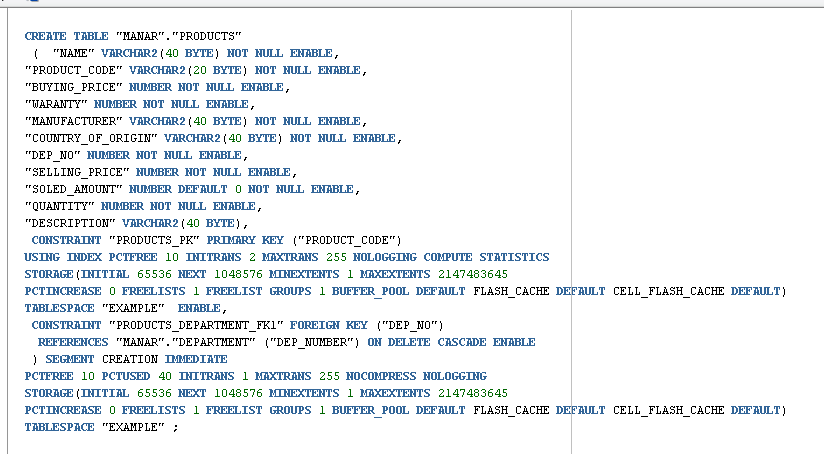 CREATE TABLE "MANAR"."PRODUCTS"
( "NAME" VARCHAR2(40 BYTE) NOT NULL ENABLE,
"PRODUCT_CODE" VARCHAR2(20 BYTE) NOT NULL ENABLE,
"BUYING_PRICE" NUMBER NOT NULL ENABLE,
"WARANTY" NUMBER NOT NULL ENABLE,
"MANUFACTURER" VARCHAR2(40 BYTE) NOT NULL ENABLE,
"COUNTRY_OF_ORIGIN" VARCHAR2(40 BYTE) NOT NULL ENABLE,
"DEP_NO" NUMBER NOT NULL ENABLE,
"SELLING_PRICE" NUMBER NOT NULL ENABLE,
"SOLED_AMOUNT" NUMBER DEFAULT 0 NOT NULL ENABLE,
"QUANTITY" NUMBER NOT NULL ENABLE,
"DESCRIPTION" VARCHAR2(40 BYTE),
CONSTRAINT "PRODUCTS_PK" PRIMARY KEY ("PRODUCT_CODE")
USING INDEX PCTFREE 10 INITRANS 2 MAXTRANS 255 NOLOGGING COMPUTE STATISTICS
STORAGE(INITIAL 65536 NEXT 1048576 MINEXTENTS 1 MAXEXTENTS 2147483645
PCTINCREASE 0 FREELISTS 1 FREELIST GROUPS 1 BUFFER_POOL DEFAULT FLASH_CACHE DEFAULT CELL_FLASH_CACHE DEFAULT)
TABLESPACE "EXAMPLE" ENABLE,
CONSTRAINT "PRODUCTS_DEPARTMENT_FK1" FOREIGN KEY ("DEP_NO")
REFERENCES "MANAR"."DEPARTMENT" ("DEP_NUMBER") ON DELETE CASCADE ENABLE
) SEGMENT CREATION IMMEDIATE
PCTFREE 10 PCTUSED 40 INITRANS 1 MAXTRANS 255 NOCOMPRESS NOLOGGING
STORAGE(INITIAL 65536 NEXT 1048576 MINEXTENTS 1 MAXEXTENTS 2147483645
PCTINCREASE 0 FREELISTS 1 FREELIST GROUPS 1 BUFFER_POOL DEFAULT FLASH_CACHE DEFAULT CELL_FLASH_CACHE DEFAULT)
TABLESPACE "EXAMPLE" ;